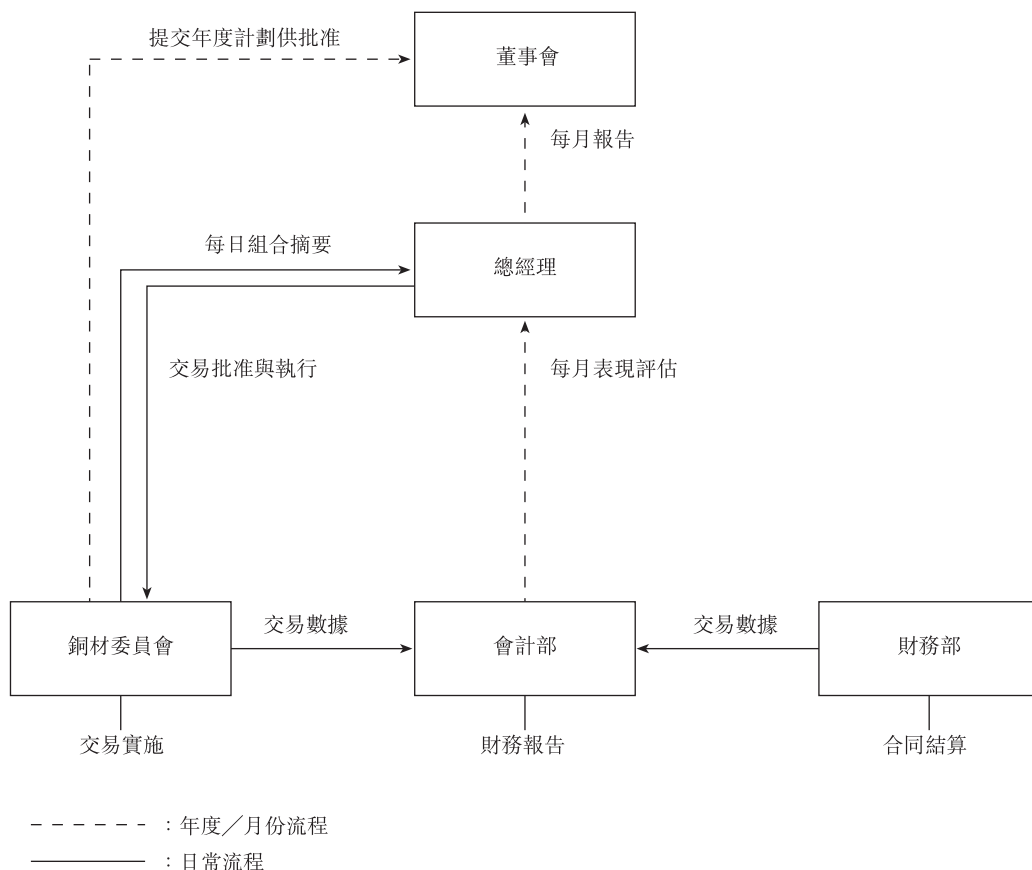 提交年度計劃供批准
董事會
每月報告
每日組合摘要
總經理
交易批准與執行
每月表現評估
銅材委員會
交易數據
會計部
交易數據
財務部
交易實施
財務報告
合同結算
：年度／月份流程
：日常流程